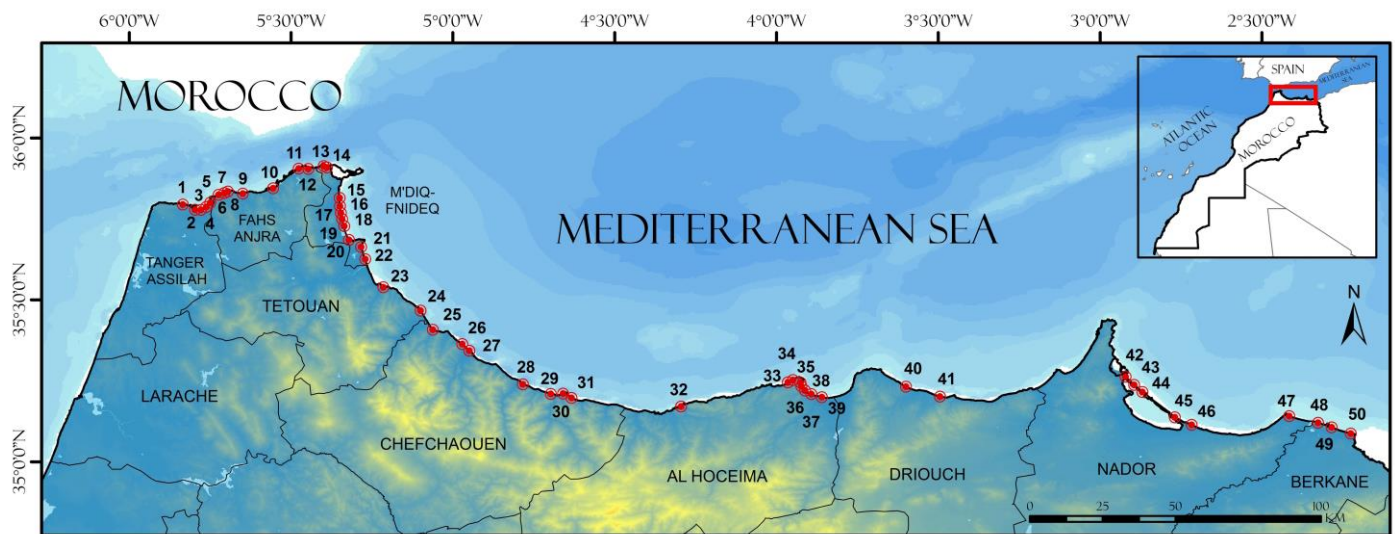 6°0'0"W 5°30'0"W 5°0'0"W 4°30'0"W 4°0'0"W 3°30'0"W 3°0'0"W 2°30'0"W
MOROCCO
SPAIN
MEDITERRANEAN
SEA
ATLANTIC
OCEAN
MOROCCO
36°0'0"N
35°30'0"N
35°0'0"N
MEDITERRANEAN SEA
M'DIQ-
FNIDEQ
FAHS
ANJRA
TANGER
ASSILAH
TETOUAN
LARACHE
CHEFCHAOUEN
AL HOCEIMA
DRIOUCH
NADOR
BERKANE
N
1 2 3 4 5 6 7 8 9 10
11 12 13 14
15
16
17 18
19
20 21
22
23
24
25
26
27
28
29
30
31
32
33 34 35
36
37
38
39
40
41
42
43
44
45
46
47
48
49
50
0 50 100
KM